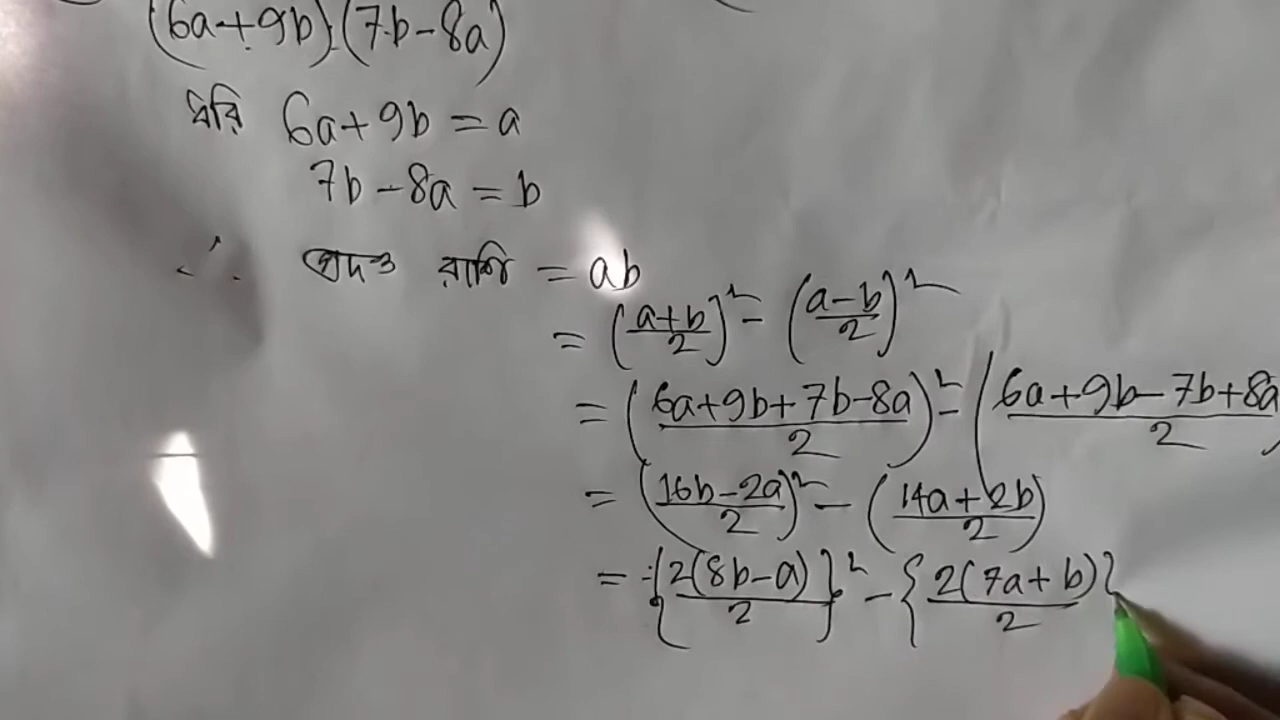 (6a+9b)(7b-8a)
ধরি 6a+9b = a
7b-8a = b
∴ প্রদত্ত রাশি = ab
= (a+b/2)² - (a-b/2)²
= (6a+9b+7b-8a/2)² - (6a+9b-7b+8a/2
= (16b-2a/2)² - (14a+2b/2)
= {2(8b-a)/2}² - {2(7a+b)/2}